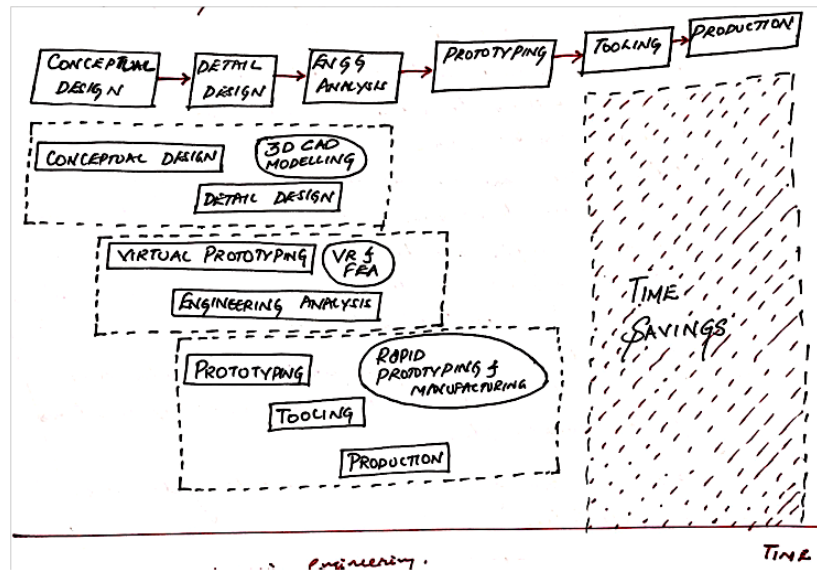 CONCEPTUAL
DESIGN
DETAIL
DESIGN
ENGG
ANALYSIS
PROTOTYPING
TOOLING
PRODUCTION
CONCEPTUAL DESIGN
3D CAD
MODELLING
DETAIL DESIGN
VIRTUAL PROTOTYPING
VR &
FEA
ENGINEERING ANALYSIS
PROTOTYPING
RAPID
PROTOTYPING &
MANUFACTURING
TOOLING
PRODUCTION
TIME
SAVINGS
TIME
engineering.